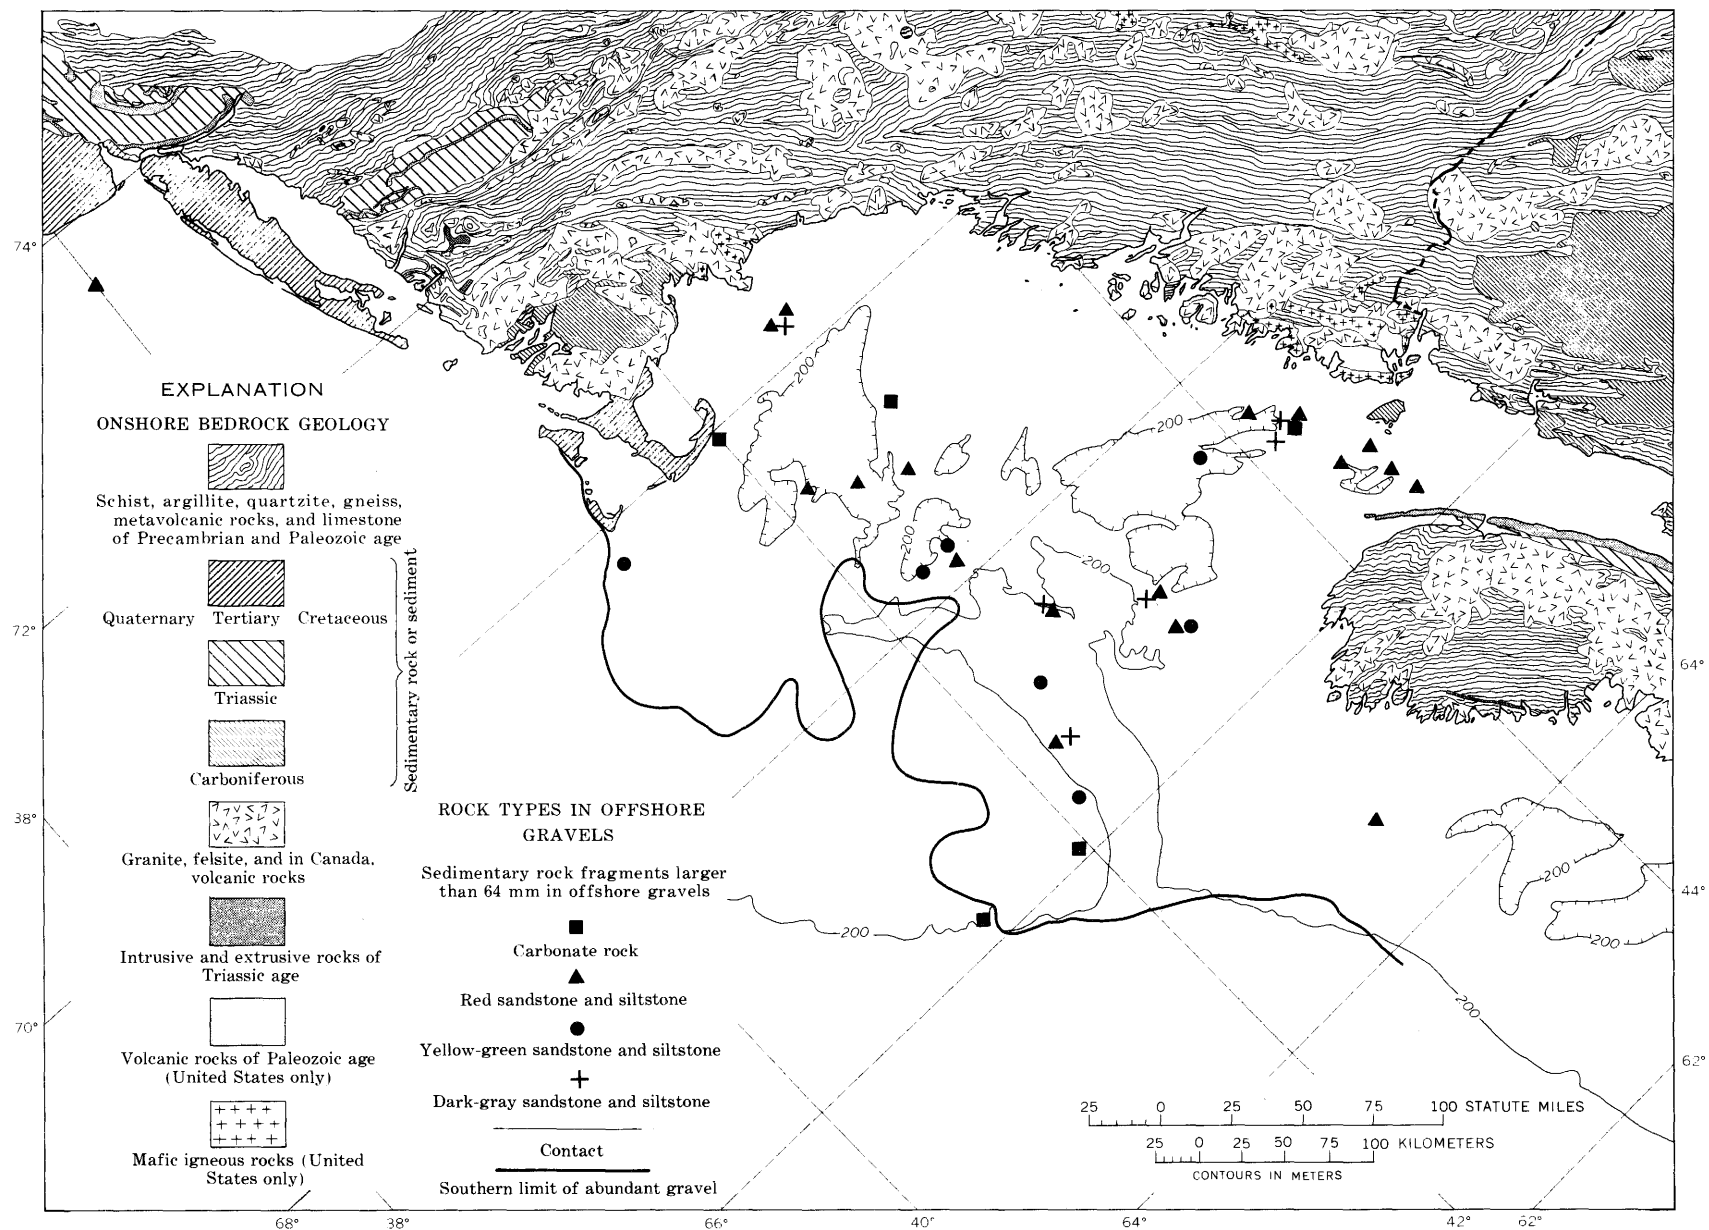 74°
72°
38°
70°
68°
38°
66°
40°
64°
42°
62°
64°
44°
62°
200
200
200
200
200
200
200
200
EXPLANATION
ONSHORE BEDROCK GEOLOGY
Schist, argillite, quartzite, gneiss,
metavolcanic rocks, and limestone
of Precambrian and Paleozoic age
Quaternary Tertiary Cretaceous
Triassic
Carboniferous
Sedimentary rock or sediment
Granite, felsite, and in Canada,
volcanic rocks
Intrusive and extrusive rocks of
Triassic age
Volcanic rocks of Paleozoic age
(United States only)
Mafic igneous rocks (United
States only)
ROCK TYPES IN OFFSHORE
GRAVELS
Sedimentary rock fragments larger
than 64 mm in offshore gravels
Carbonate rock
Red sandstone and siltstone
Yellow-green sandstone and siltstone
Dark-gray sandstone and siltstone
Contact
Southern limit of abundant gravel
25 0 25 50 75 100 STATUTE MILES
25 0 25 50 75 100 KILOMETERS
CONTOURS IN METERS